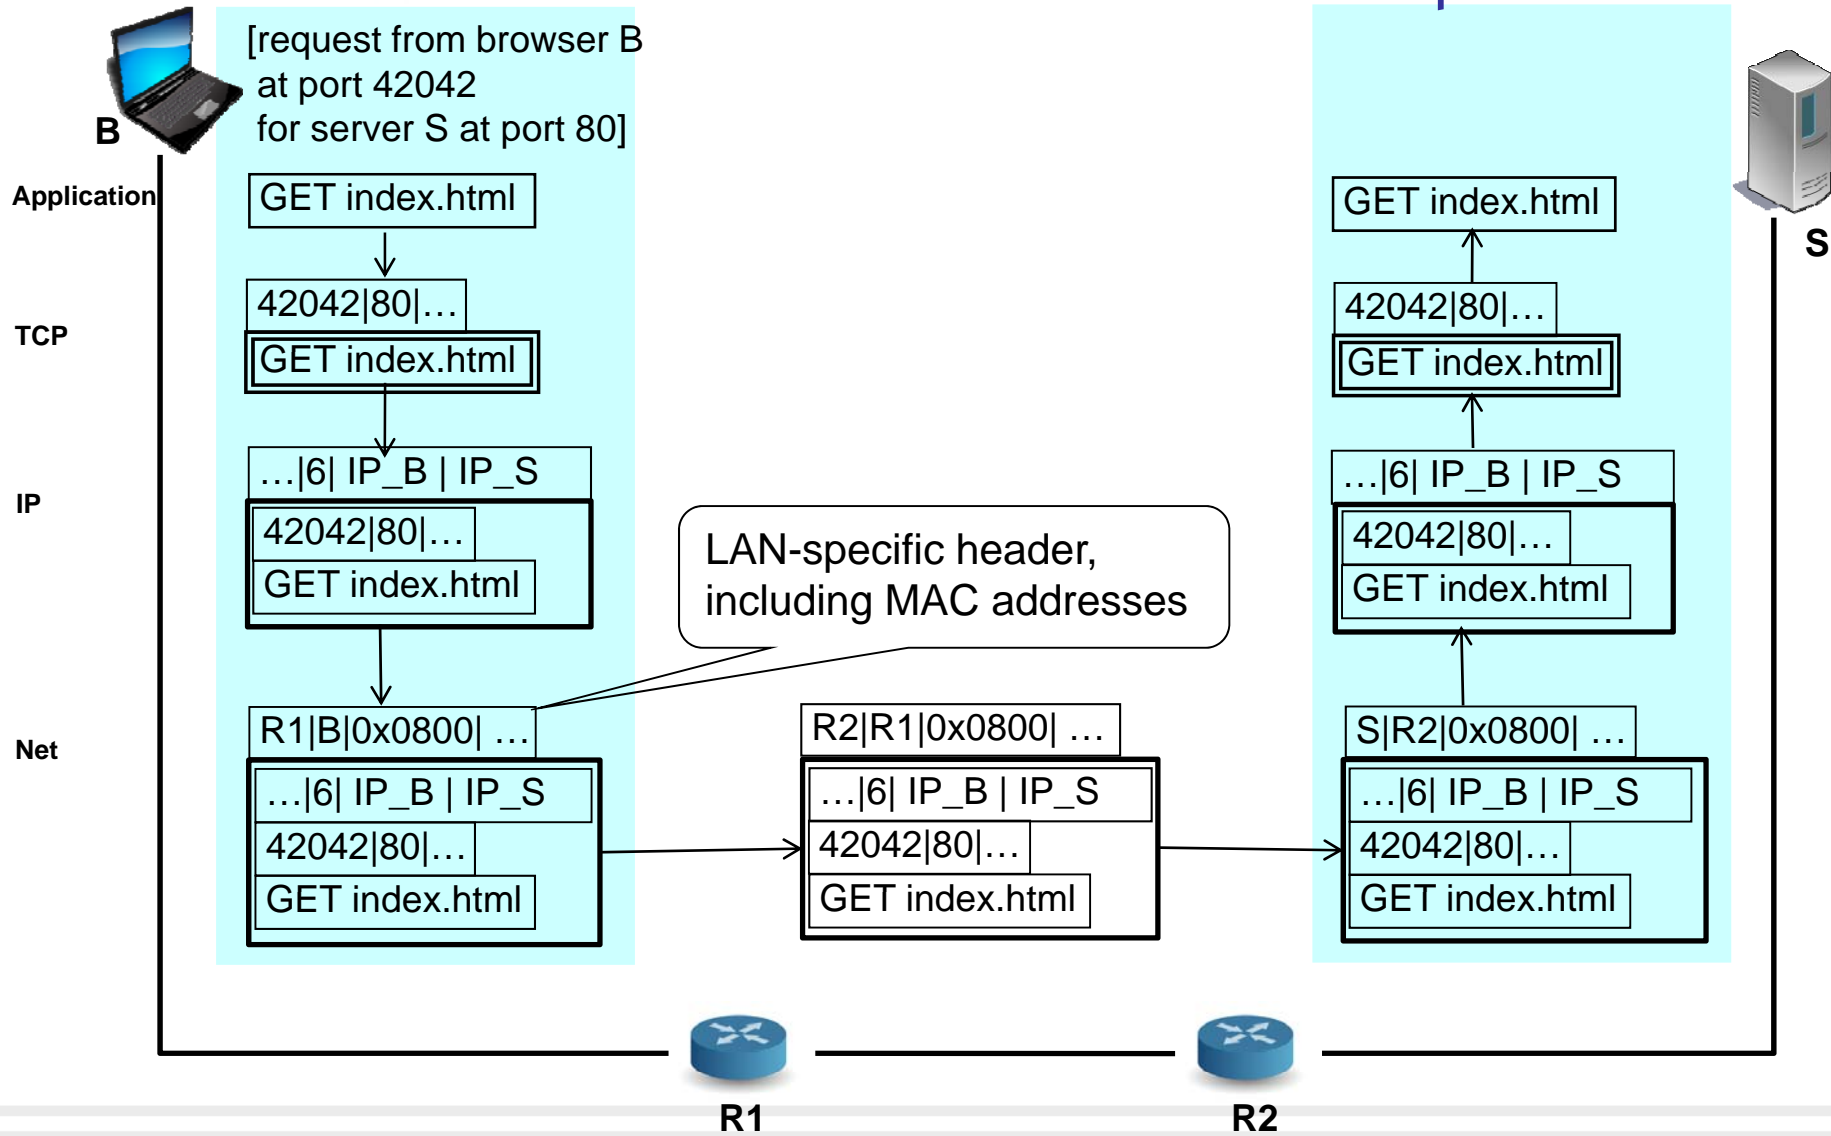 [request from browser B
at port 42042
for server S at port 80]
B
S
Application
GET index.html
GET index.html
TCP
42042|80|…
GET index.html
42042|80|…
GET index.html
IP
…|6| IP_B | IP_S
42042|80|…
GET index.html
LAN-specific header,
including MAC addresses
…|6| IP_B | IP_S
42042|80|…
GET index.html
Net
R1|B|0x0800| …
…|6| IP_B | IP_S
42042|80|…
GET index.html
R2|R1|0x0800| …
…|6| IP_B | IP_S
42042|80|…
GET index.html
S|R2|0x0800| …
…|6| IP_B | IP_S
42042|80|…
GET index.html
R1
R2